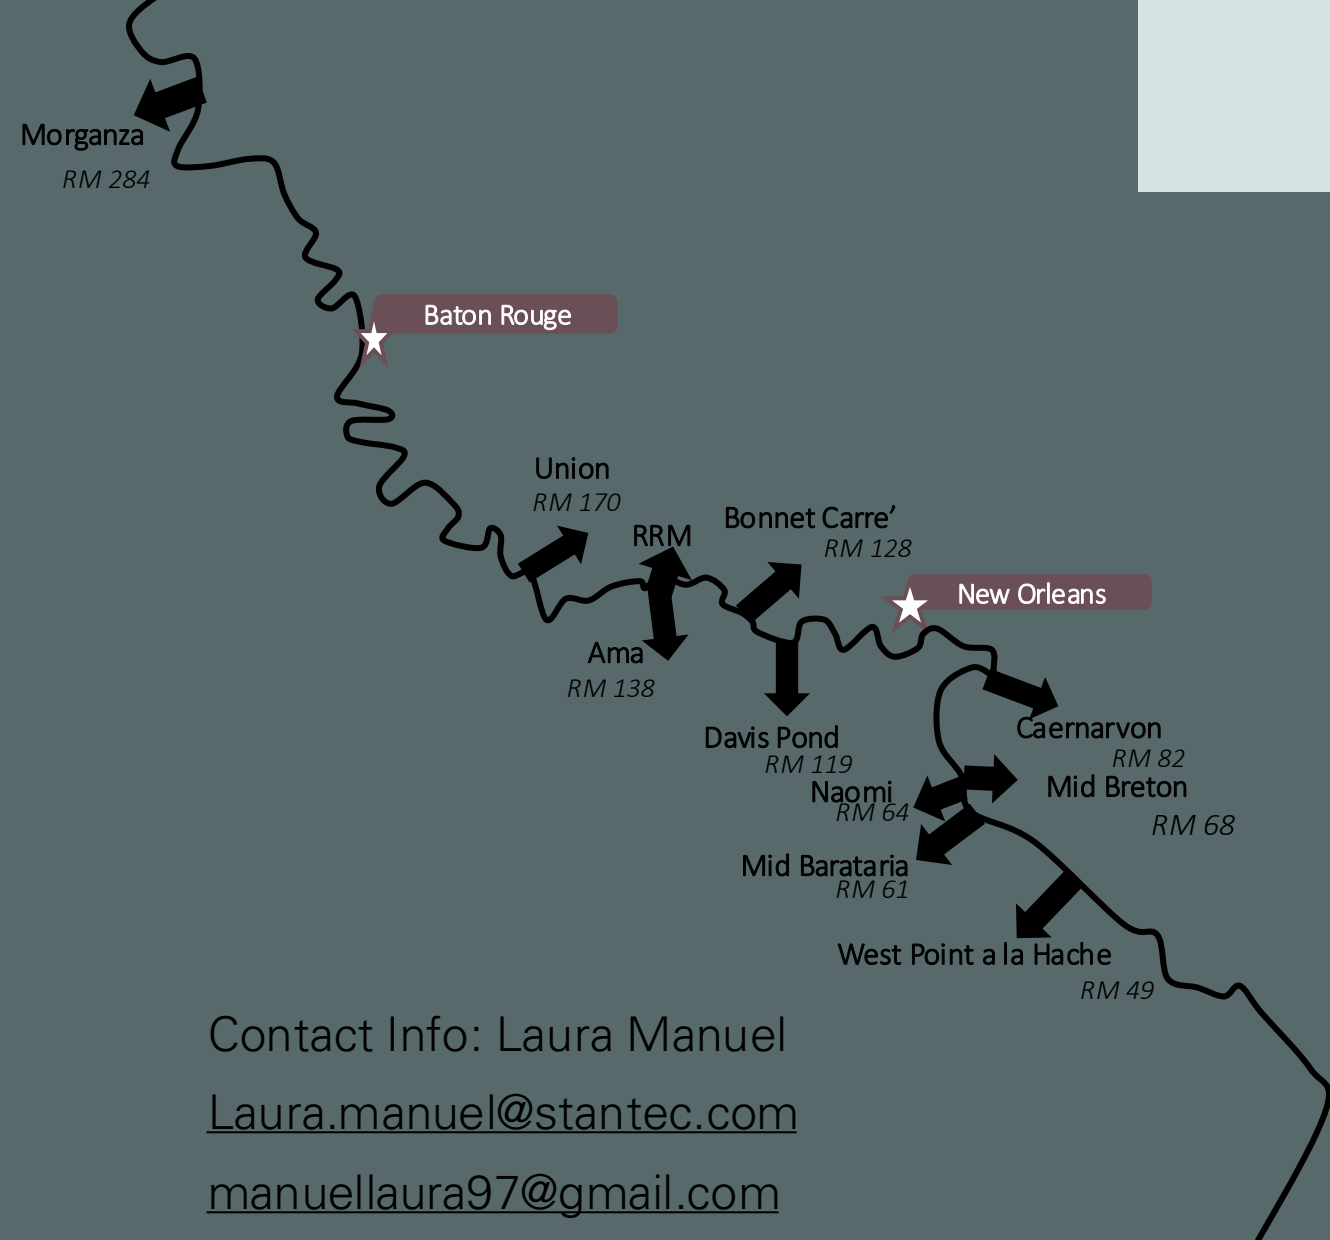 Morganza
RM 284
Baton Rouge
Union
RM 170
RRM
Bonnet Carre’
RM 128
New Orleans
Ama
RM 138
Davis Pond
RM 119
Caernarvon
RM 82
Naomi
RM 64
Mid Breton
RM 68
Mid Barataria
RM 61
West Point a la Hache
RM 49
Contact Info: Laura Manuel
Laura.manuel@stantec.com
manuellaura97@gmail.com